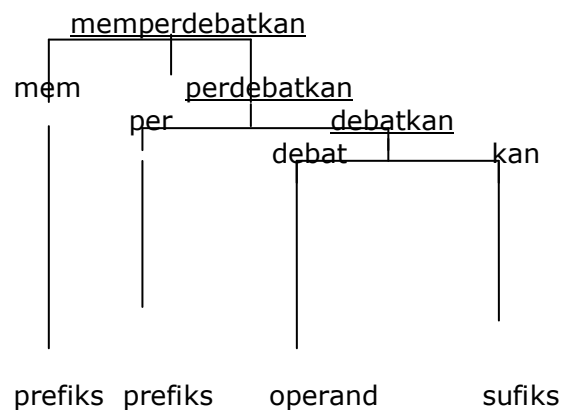 memperdebatkan
mem perdebatkan
per debatkan
debat kan
prefiks prefiks operand sufiks